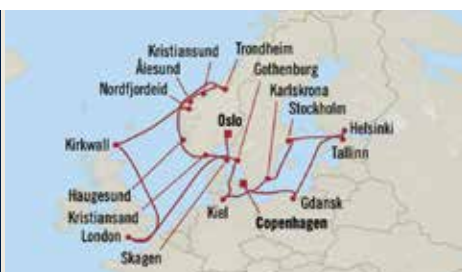 Kristiansund
Trondheim
Ålesund
Gothenburg
Nordfjordeid
Karlskrona
Stockholm
Oslo
Helsinki
Kirkwall
Tallinn
Haugesund
Kristiansand
London
Kiel
Gdansk
Copenhagen
Skagen